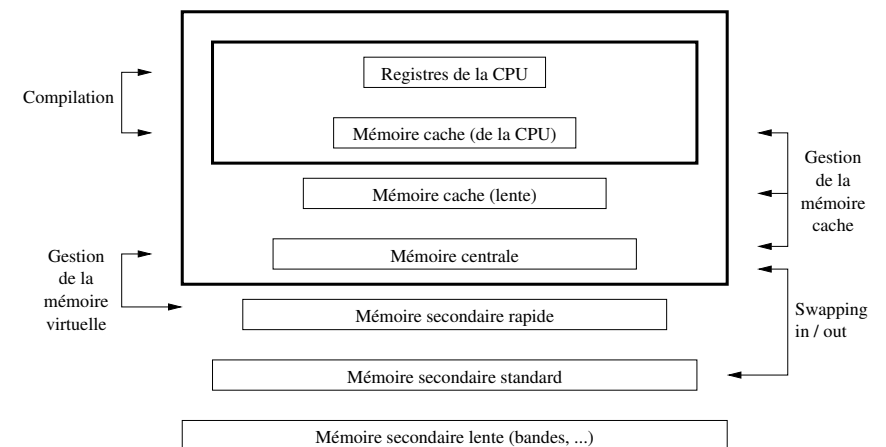 Registres de la CPU
Compilation
Mémoire cache (de la CPU)
Gestion
de la
mémoire
cache
Mémoire cache (lente)
Mémoire centrale
Gestion
de la
mémoire
virtuelle
Mémoire secondaire rapide
Swapping
in / out
Mémoire secondaire standard
Mémoire secondaire lente (bandes, ...)